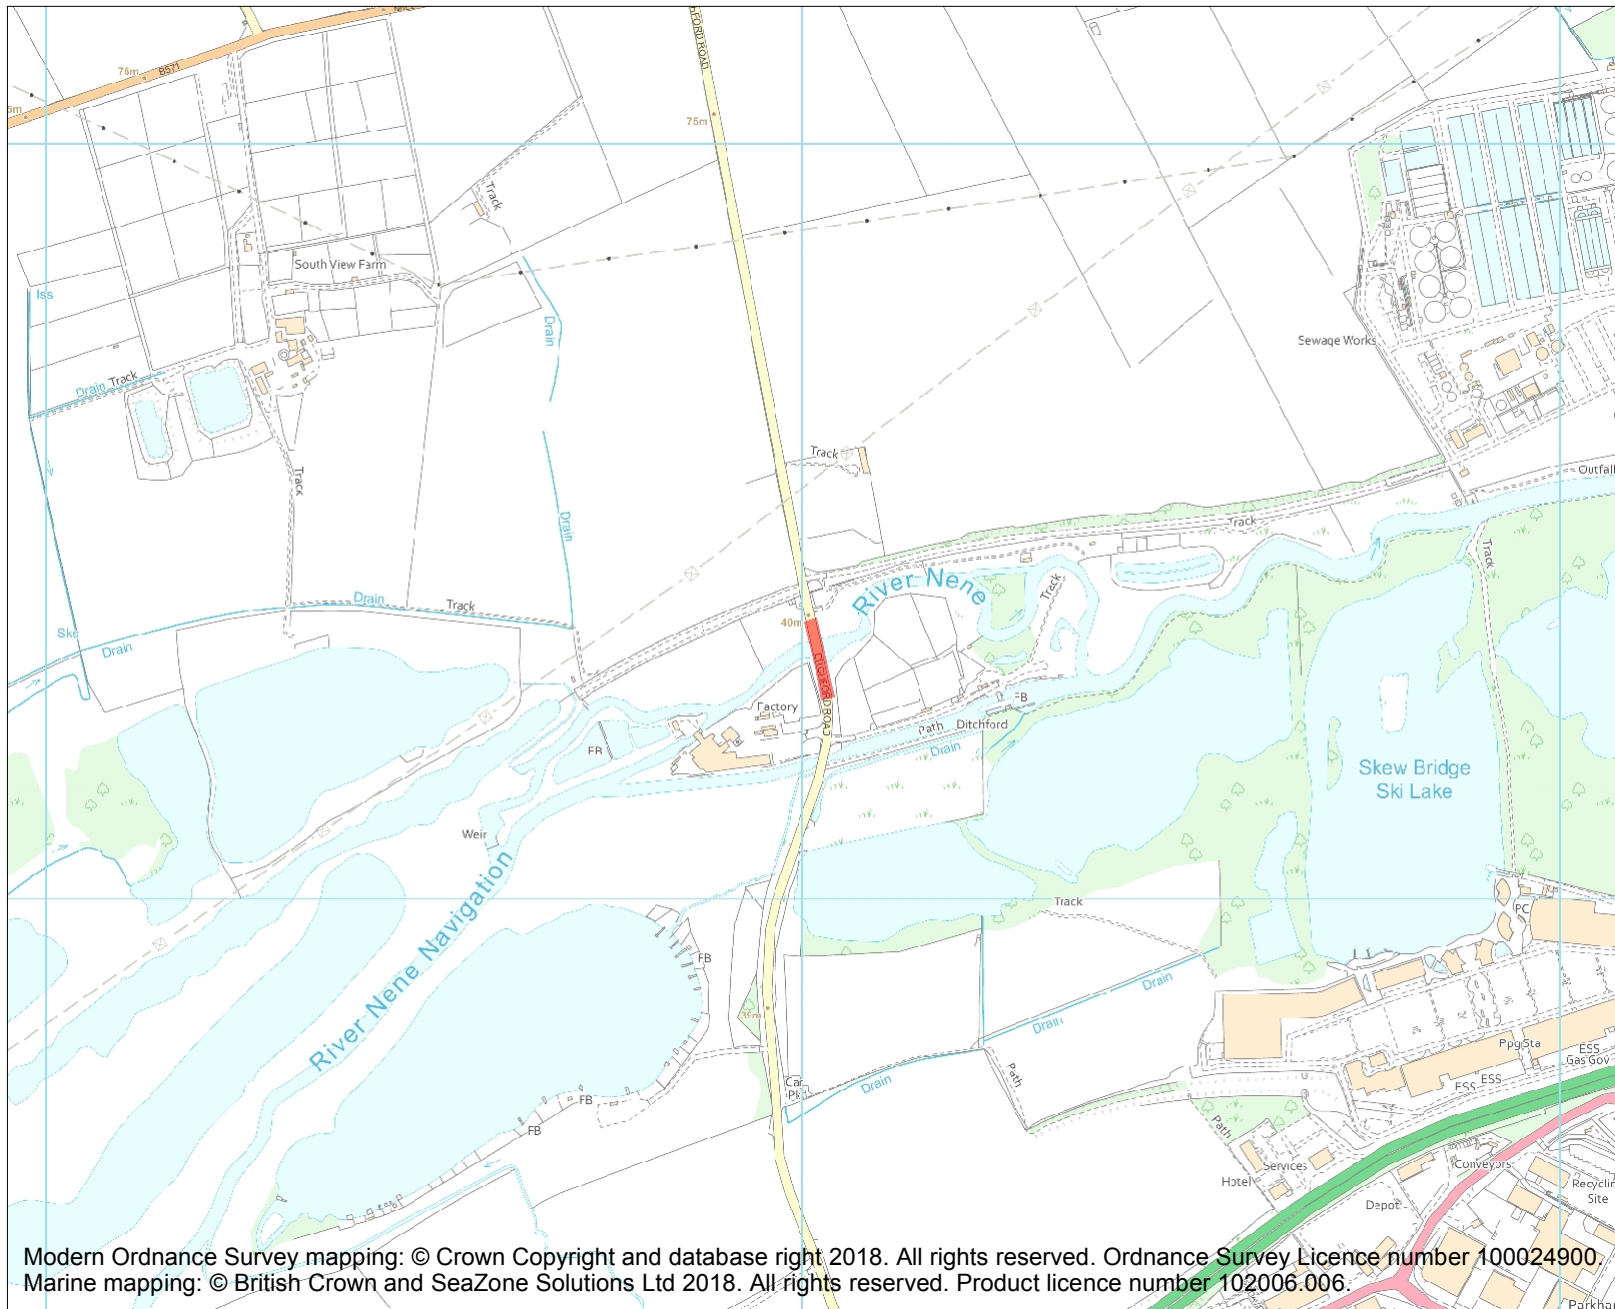 76m
B571
75m
Track
South View Farm
Iss
Drain
Drain
Track
Sewage Works
Track
Track
Outfall
Drain
Track
River Nene
Track
Track
Drain
Track
40m
Drain
DITCHFORD ROAD
Factory
FB
Path
Ditchford
Drain
FB
Skew Bridge
Ski Lake
Weir
River Nene Navigation
Track
PC
FB
Drain
39m
Drain
Ppg Sta
ESS
Gas Gov
ESS
ESS
Car
Pk
Drain
Path
FB
FB
Path
Services
Hotel
Conveyors
Depot
Site
Modern Ordnance Survey mapping: © Crown Copyright and database right 2018. All rights reserved. Ordnance Survey Licence number 100024900.
Marine mapping: © British Crown and SeaZone Solutions Ltd 2018. All rights reserved. Product licence number 102006.006.